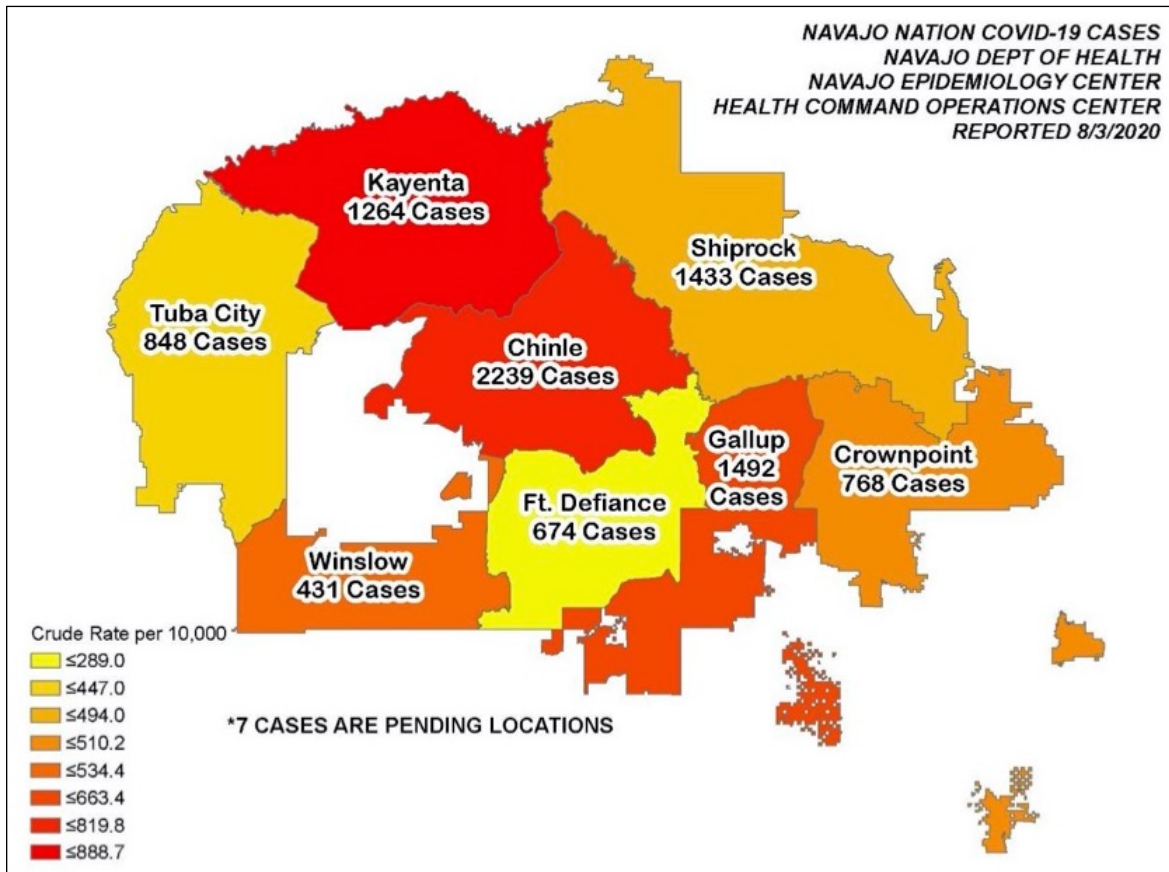 NAVAJO NATION COVID-19 CASES
NAVAJO DEPT OF HEALTH
NAVAJO EPIDEMIOLOGY CENTER
HEALTH COMMAND OPERATIONS CENTER
REPORTED 8/3/2020
Kayenta
1264 Cases
Shiprock
1433 Cases
Tuba City
848 Cases
Chinle
2239 Cases
Gallup
1492
Cases
Crownpoint
768 Cases
Ft. Defiance
674 Cases
Winslow
431 Cases
Crude Rate per 10,000
≤289.0
≤447.0
≤494.0
≤510.2
≤534.4
≤663.4
≤819.8
≤888.7
*7 CASES ARE PENDING LOCATIONS